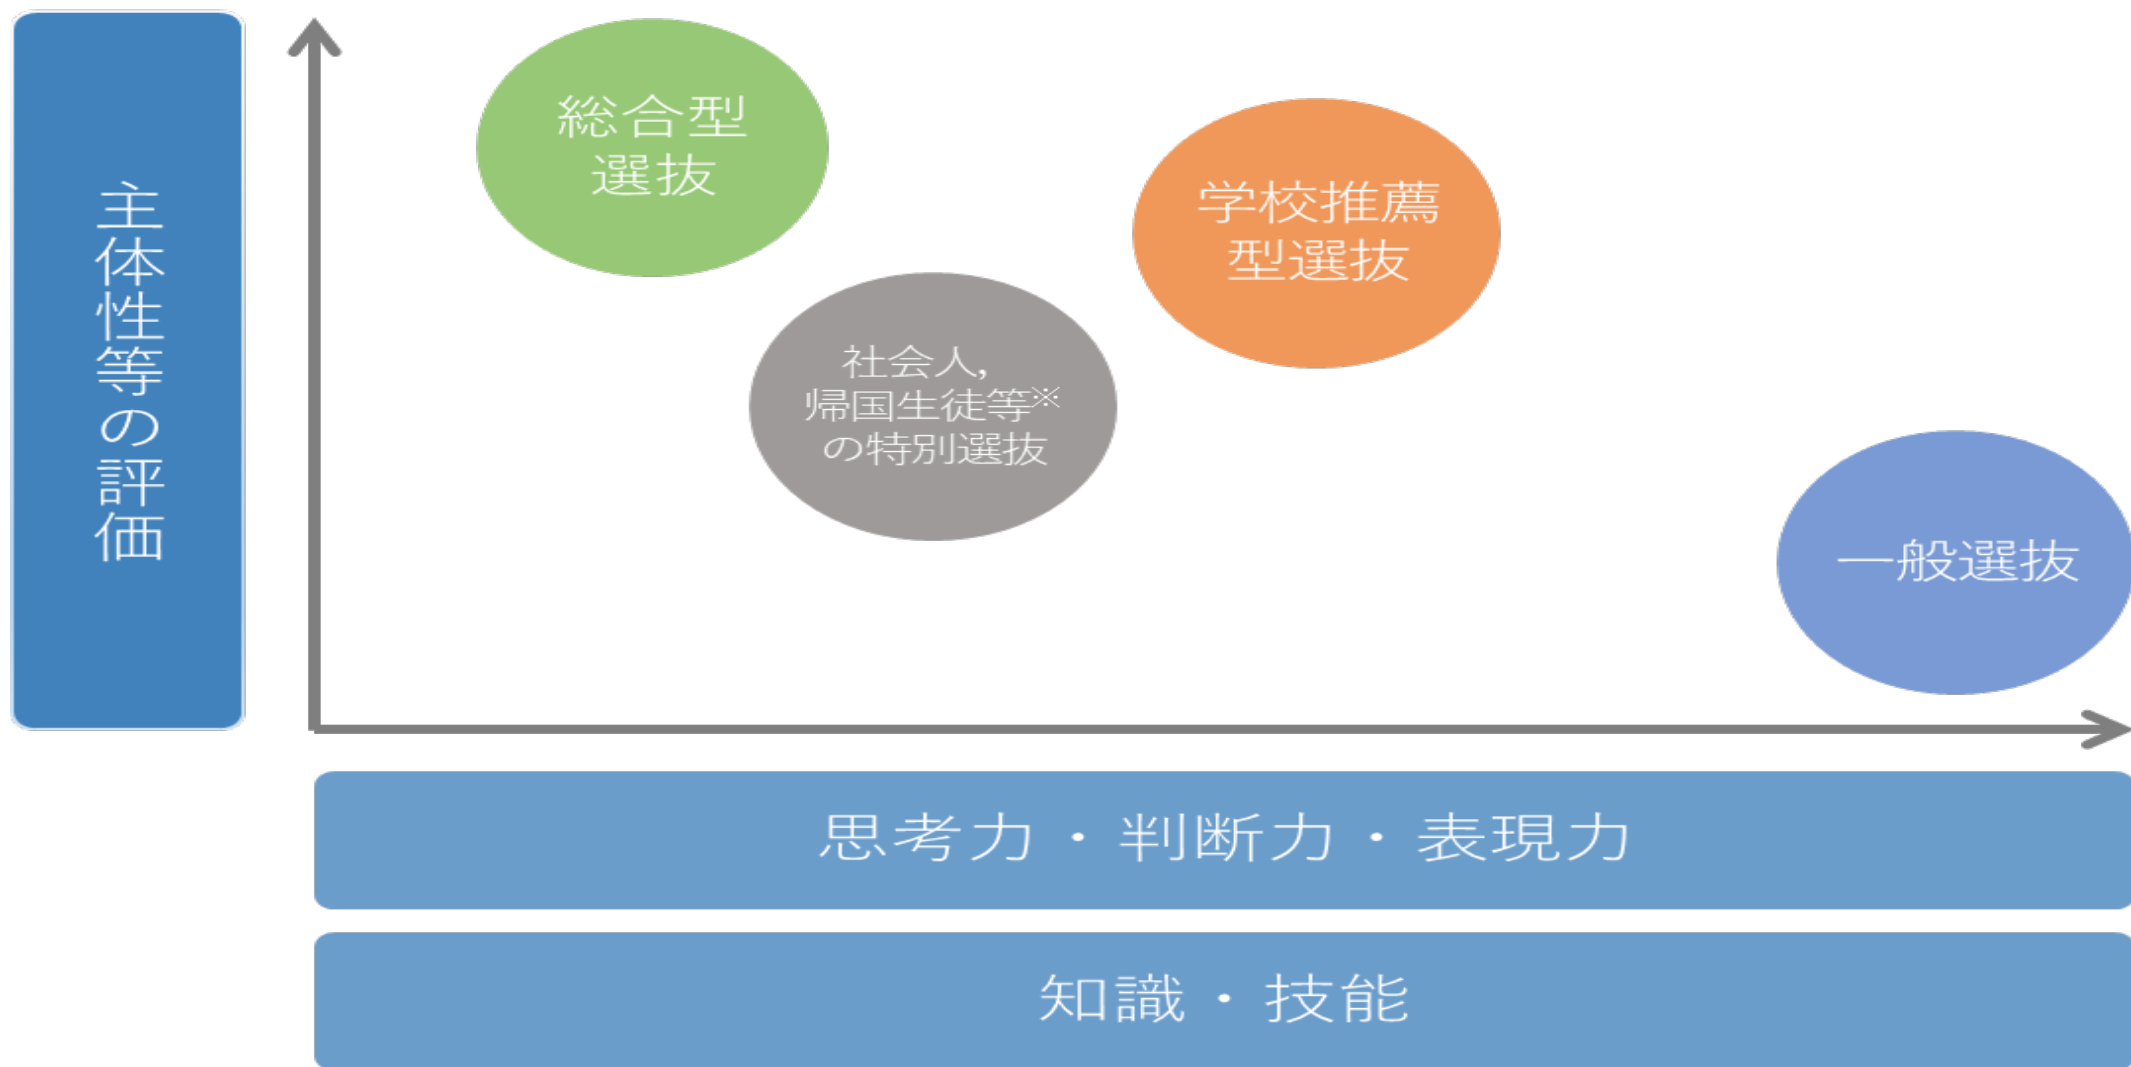 主体性等の評価
総合型
選抜
学校推薦
型選抜
社会人,
帰国生徒等※
の特別選抜
一般選抜
思考力・判断力・表現力
知識・技能